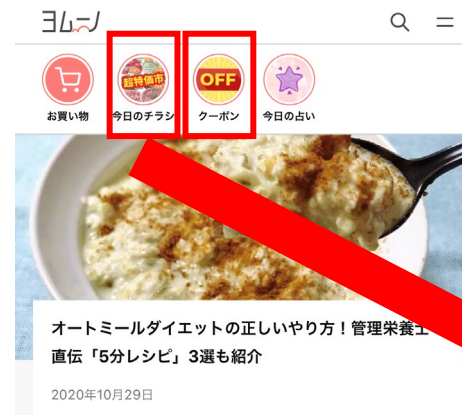 ヨムーノ
超特価市
OFF
お買い物
今日のチラシ
クーポン
今日の占い
オートミールダイエットの正しいやり方！管理栄養士
直伝「5分レシピ」3選も紹介
2020年10月29日